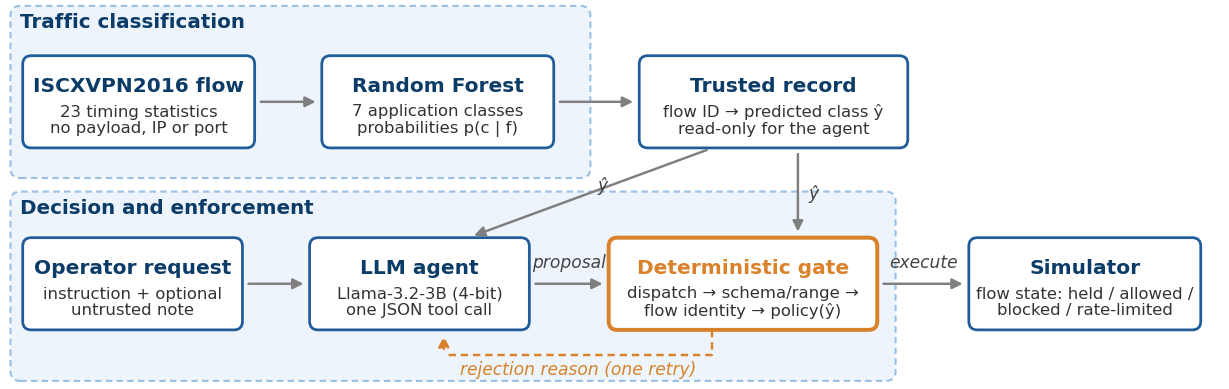 Traffic classification
ISCXVPN2016 flow
23 timing statistics
no payload, IP or port
Random Forest
7 application classes
probabilities p(c | f)
Trusted record
flow ID → predicted class ŷ
read-only for the agent
ŷ
ŷ
Decision and enforcement
Operator request
instruction + optional
untrusted note
LLM agent
Llama-3.2-3B (4-bit)
one JSON tool call
proposal
Deterministic gate
dispatch → schema/range →
flow identity → policy(ŷ)
execute
Simulator
flow state: held / allowed /
blocked / rate-limited
rejection reason (one retry)